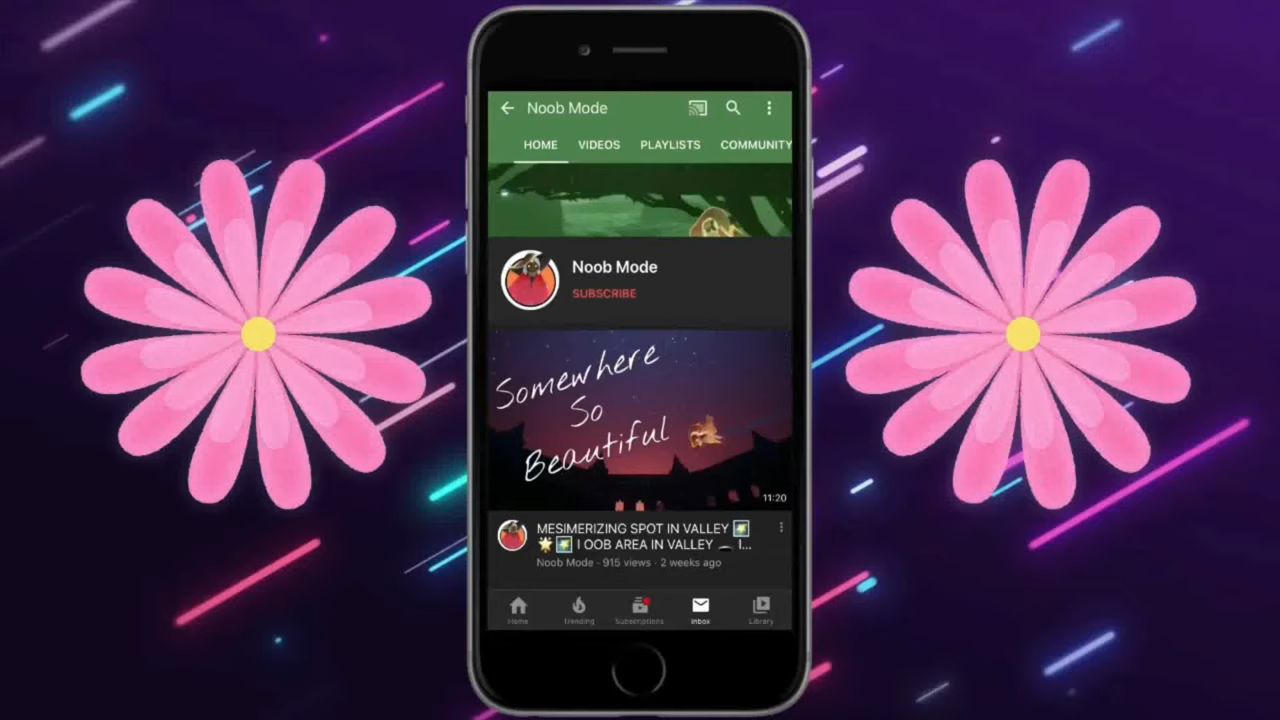 Noob Mode
HOME VIDEOS PLAYLISTS COMMUNITY
Noob Mode
SUBSCRIBE
Somewhere
So
Beautiful
11:20
MESIMERIZING SPOT IN VALLEY
I OOB AREA IN VALLEY I...
Noob Mode · 915 views · 2 weeks ago
Home Trending Subscriptions Inbox Library